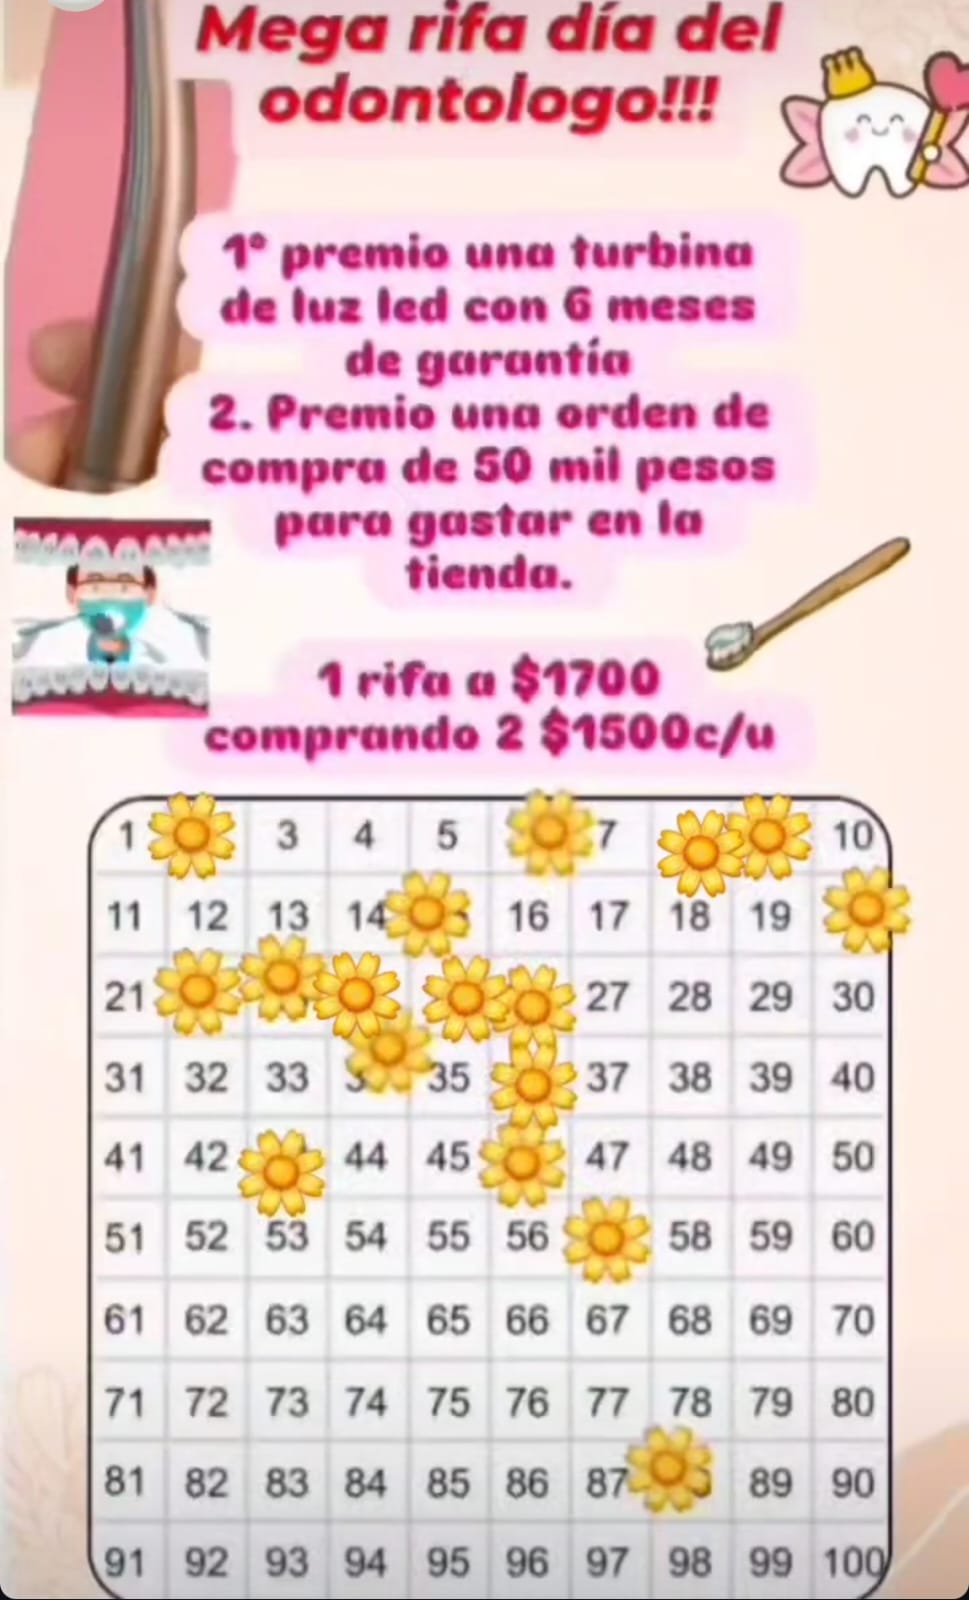 Mega rifa día del
odontologo!!!
1° premio una turbina
de luz led con 6 meses
de garantía
2. Premio una orden de
compra de 50 mil pesos
para gastar en la
tienda.
1 rifa a $1700
comprando 2 $1500c/u
1 3 4 5 7 10
11 12 13 14 16 17 18 19
21 27 28 29 30
31 32 33 35 37 38 39 40
41 42 44 45 47 48 49 50
51 52 53 54 55 56 58 59 60
61 62 63 64 65 66 67 68 69 70
71 72 73 74 75 76 77 78 79 80
81 82 83 84 85 86 87 89 90
91 92 93 94 95 96 97 98 99 100